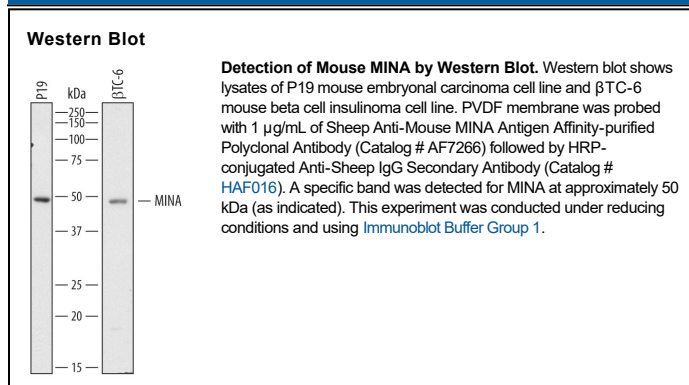 Western Blot
P19
kDa
βTC-6
— 250 —
— 150 —
— 100 —
— 75 —
— 50 —
— MINA
— 37 —
— 25 —
— 20 —
— 15 —
Detection of Mouse MINA by Western Blot. Western blot shows
lysates of P19 mouse embryonal carcinoma cell line and βTC-6
mouse beta cell insulinoma cell line. PVDF membrane was probed
with 1 µg/mL of Sheep Anti-Mouse MINA Antigen Affinity-purified
Polyclonal Antibody (Catalog # AF7266) followed by HRP-
conjugated Anti-Sheep IgG Secondary Antibody (Catalog #
HAF016). A specific band was detected for MINA at approximately 50
kDa (as indicated). This experiment was conducted under reducing
conditions and using Immunoblot Buffer Group 1.